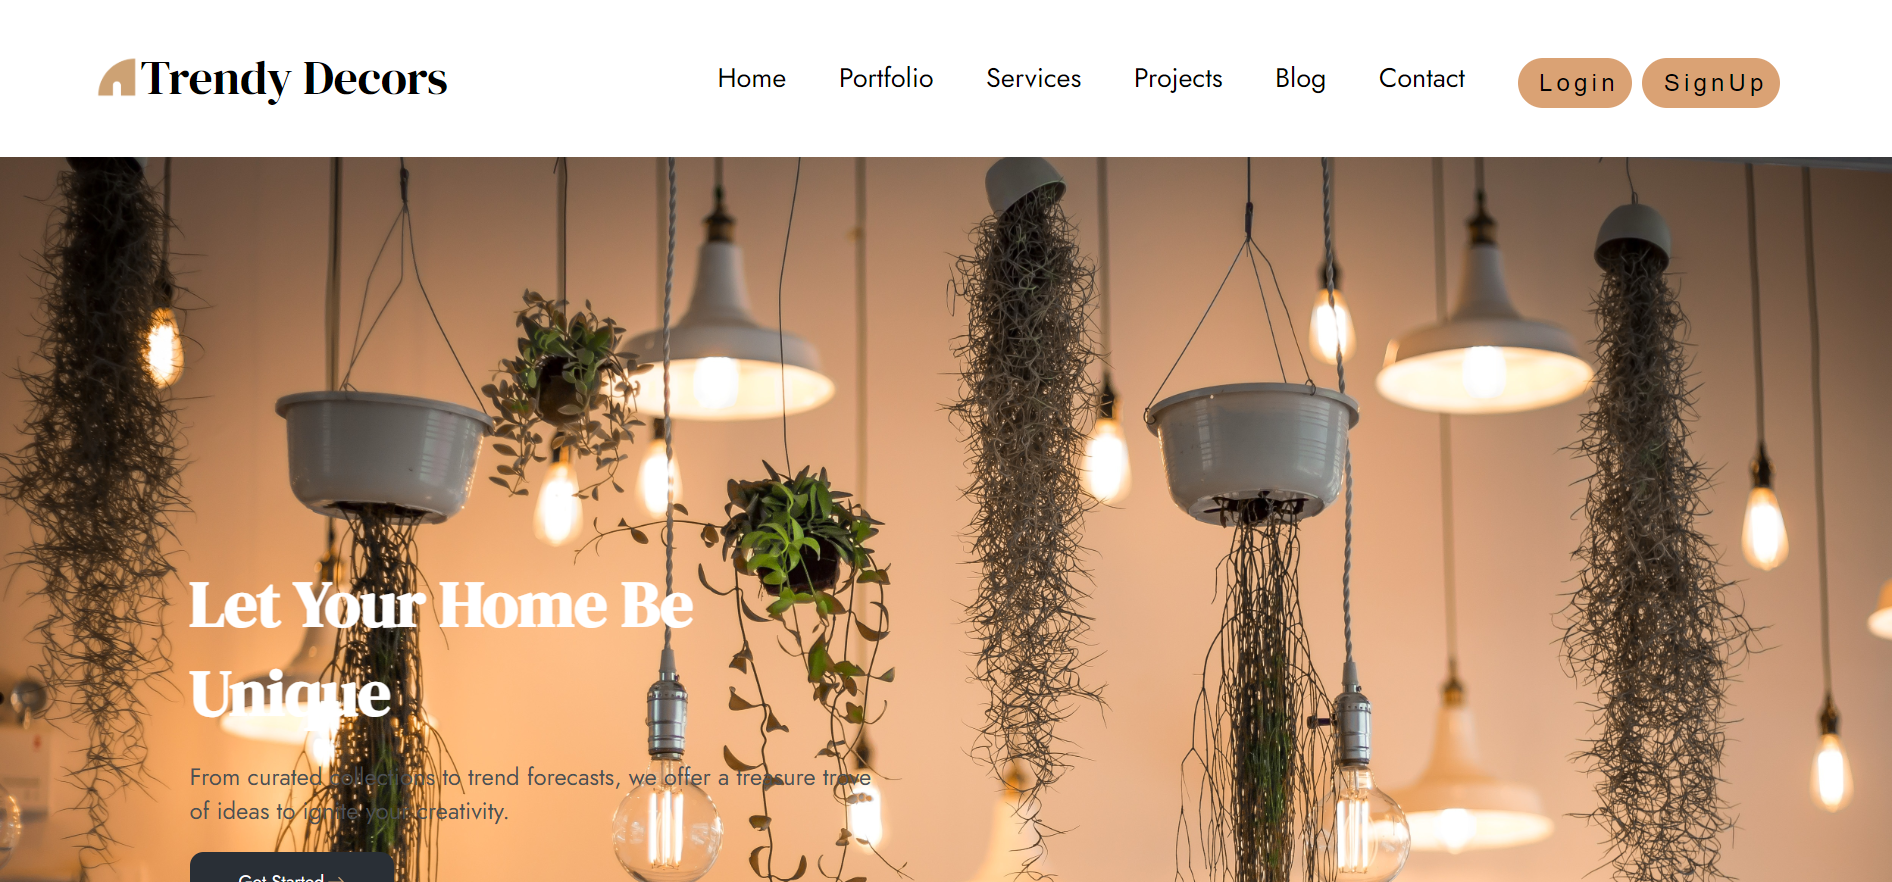 Trendy Decors
Home Portfolio Services Projects Blog Contact Login SignUp
Let Your Home Be
Unique
From curated collections to trend forecasts, we offer a treasure trove
of ideas to ignite your creativity.
Get Started →